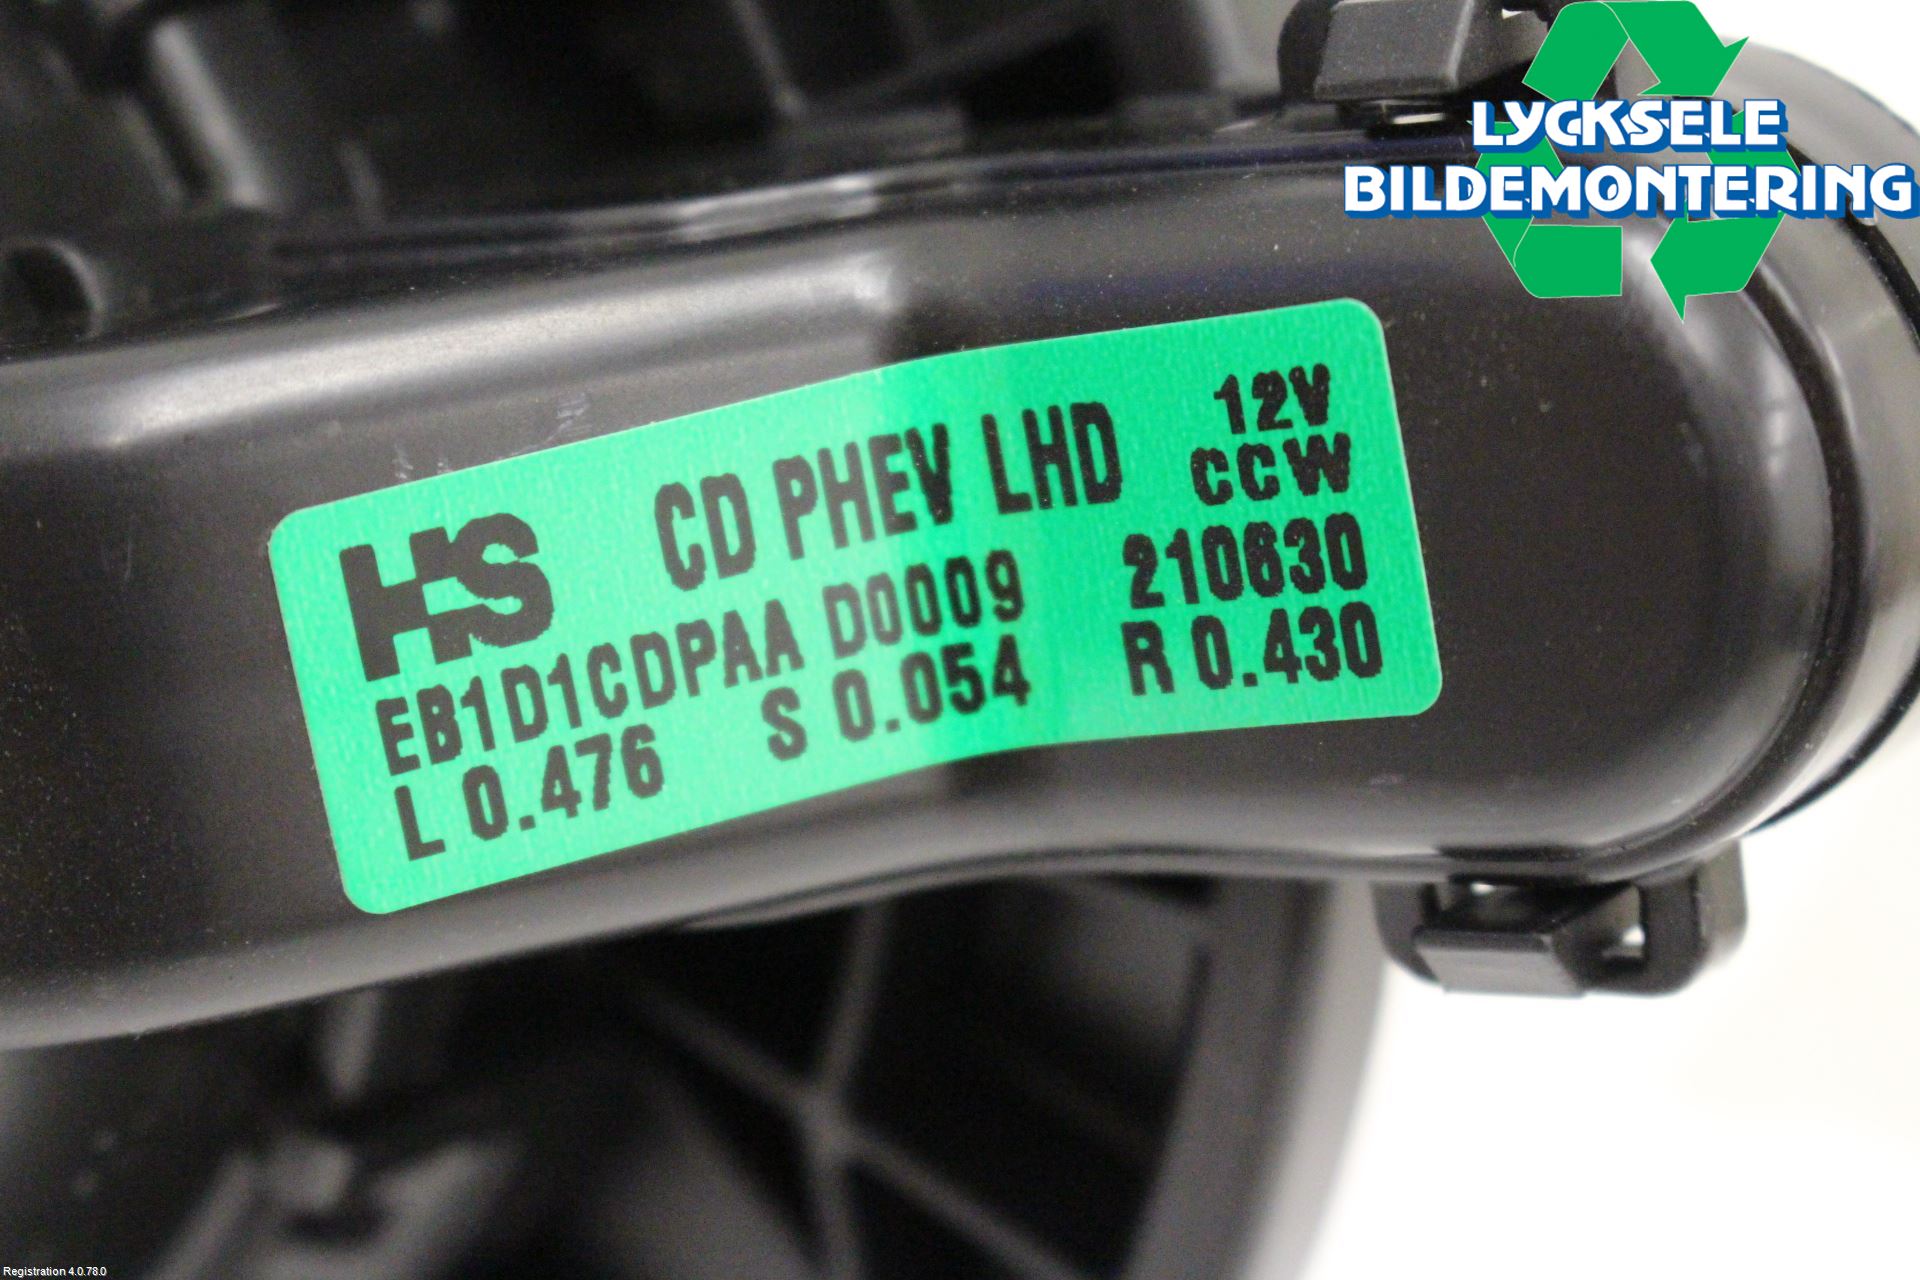 LYCKSELE
BILDEMONTERING
12V
HS CD PHEV LHD CCW
EB1D1CDPAA D0009 210630
L 0.476 S 0.054 R 0.430
Registration 4.0.78.0